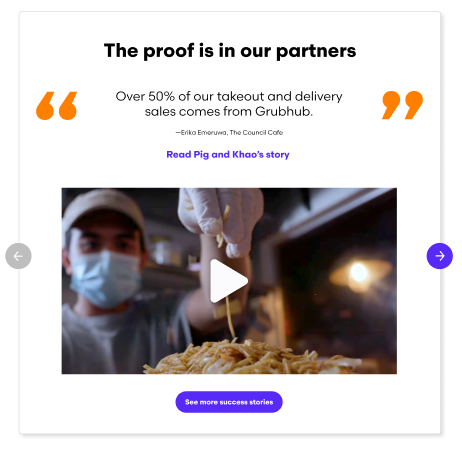 The proof is in our partners
Over 50% of our takeout and delivery
sales comes from Grubhub.
—Erika Emeruwa, The Council Cafe
Read Pig and Khao's story
See more success stories